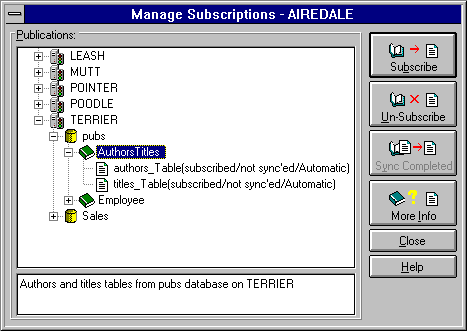 Manage Subscriptions - AIREDALE
Publications:
LEASH
MUTT
POINTER
POODLE
TERRIER
pubs
AuthorsTitles
authors_Table(subscribed/not sync'ed/Automatic)
titles_Table(subscribed/not sync'ed/Automatic)
Employee
Sales
Authors and titles tables from pubs database on TERRIER
Subscribe
Un-Subscribe
Sync Completed
More Info
Close
Help